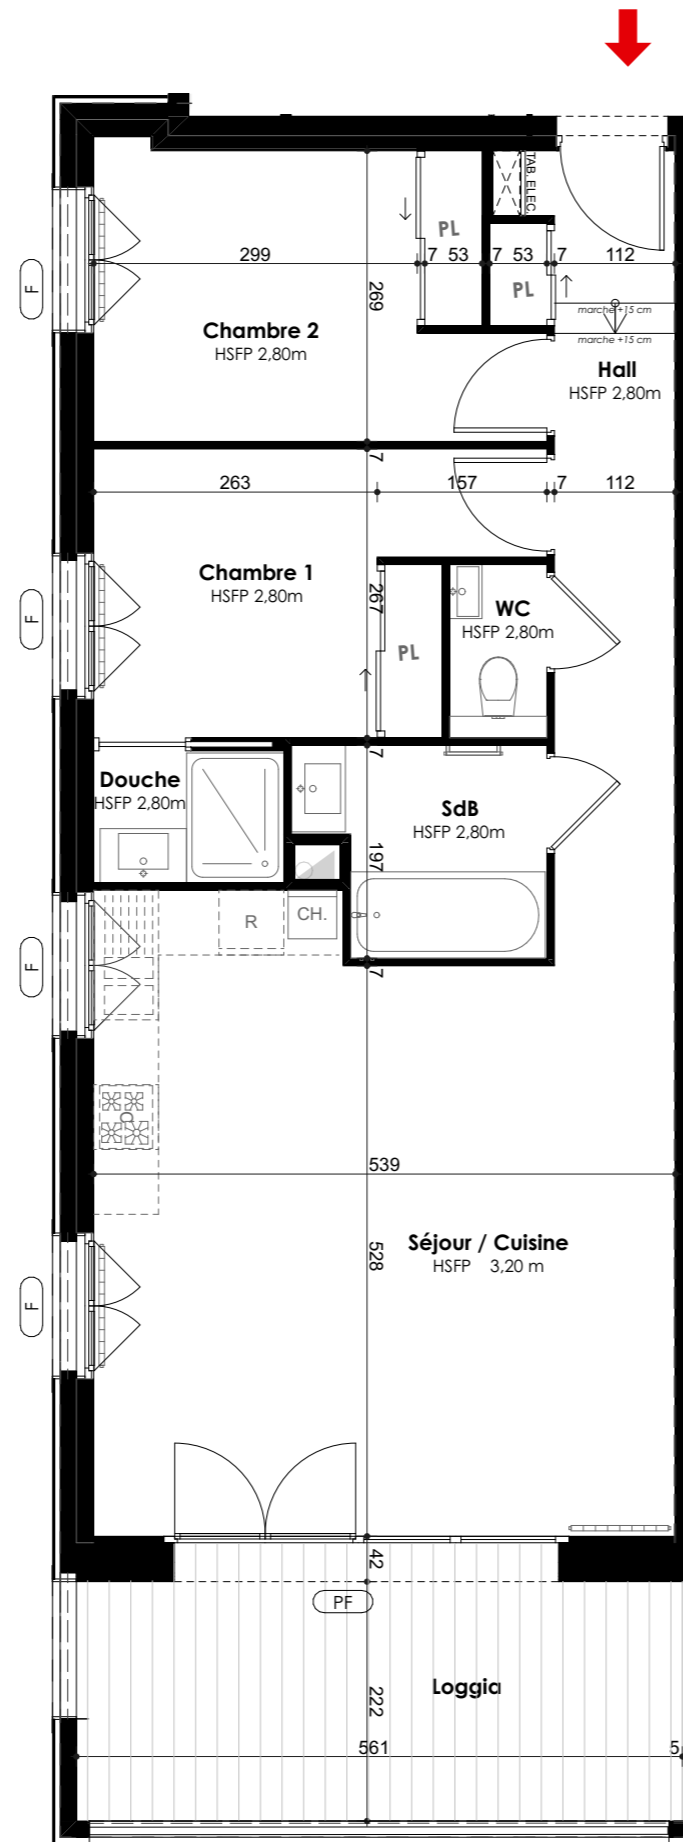 TAB. ELEC
PL
299
7
53
7
53
7
112
PL
F
269
marche +15 cm
marche +15 cm
Chambre 2
HSFP 2,80m
Hall
HSFP 2,80m
7
263
157
7
112
Chambre 1
HSFP 2,80m
267
WC
HSFP 2,80m
F
PL
7
Douche
HSFP 2,80m
SdB
HSFP 2,80m
197
R
CH.
F
7
539
Séjour / Cuisine
HSFP 3,20 m
528
F
42
PF
Loggia
222
561
5